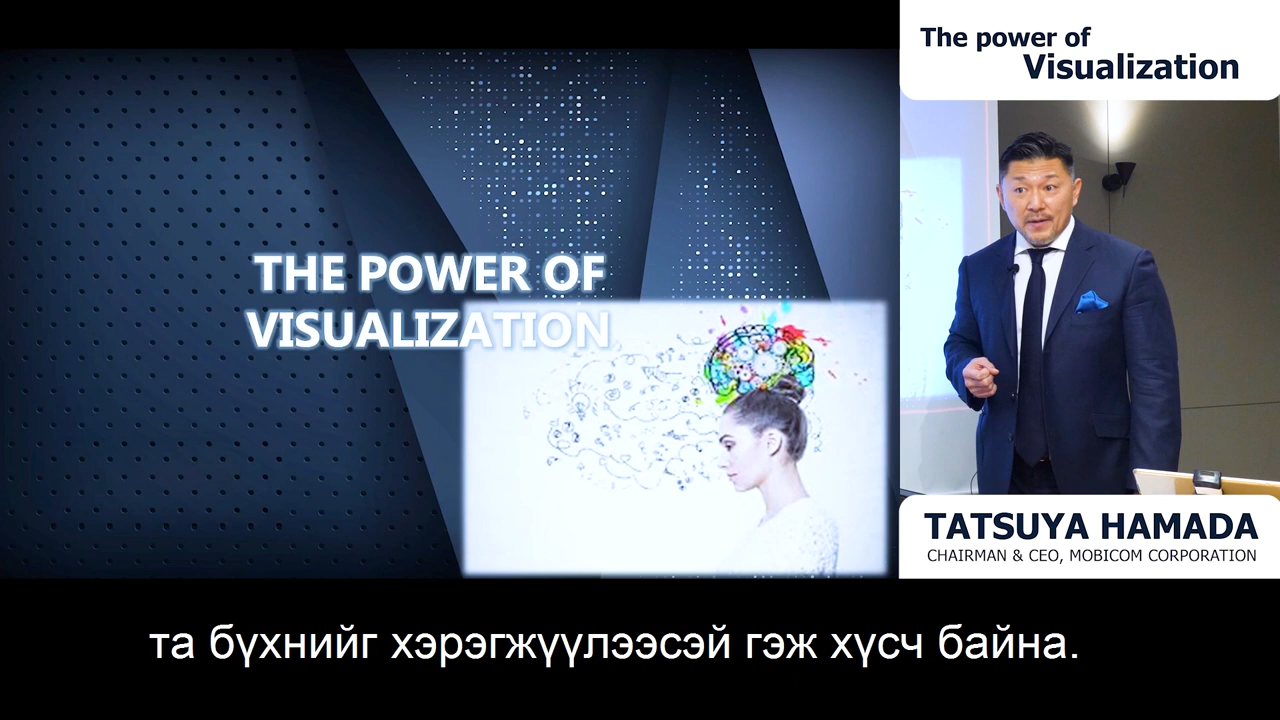 THE POWER OF
VISUALIZATION
The power of
Visualization
TATSUYA HAMADA
CHAIRMAN & CEO, MOBICOM CORPORATION
та бүхнийг хэрэгжүүлээсэй гэж хүсч байна.